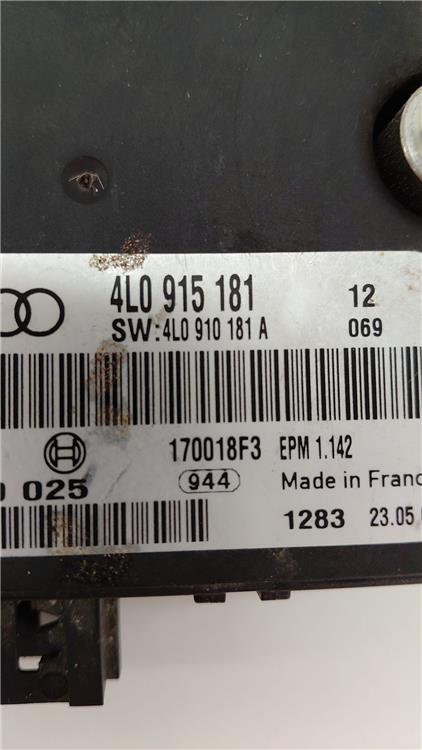 4L0 915 181 12
SW:4L0 910 181 A 069
170018F3 EPM 1.142
025 944 Made in Franc
1283 23.05